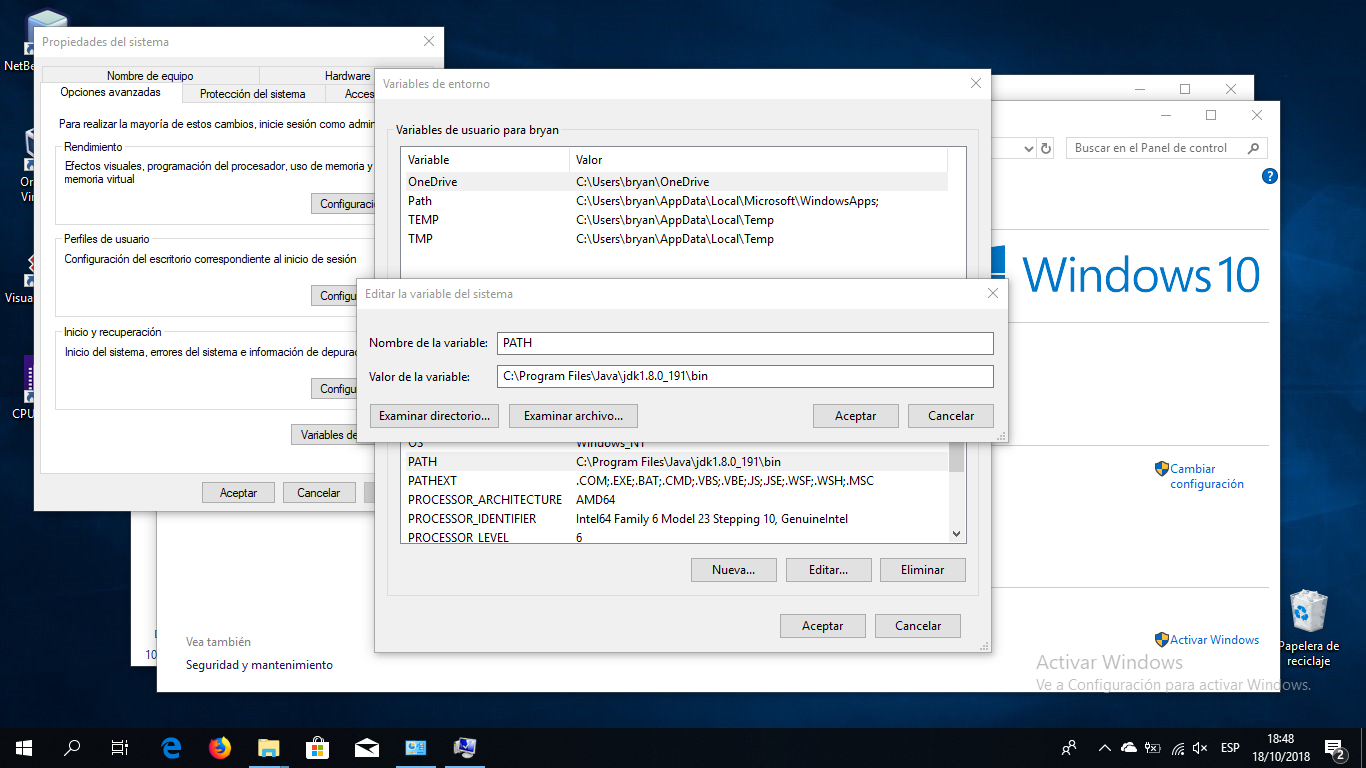 NetBe
Propiedades del sistema
Nombre de equipo
Hardware
Opciones avanzadas
Protección del sistema
Acces
Para realizar la mayoría de estos cambios, inicie sesión como admin
Rendimiento
Efectos visuales, programación del procesador, uso de memoria y
memoria virtual
Configuraci
Perfiles de usuario
Configuración del escritorio correspondiente al inicio de sesión
Configu
Inicio y recuperación
Inicio del sistema, errores del sistema e información de depura
Configu
Variables de
Aceptar
Cancelar
Or
Vir
Visua
CPU
Variables de entorno
Variables de usuario para bryan
Variable Valor
OneDrive C:\Users\bryan\OneDrive
Path C:\Users\bryan\AppData\Local\Microsoft\WindowsApps;
TEMP C:\Users\bryan\AppData\Local\Temp
TMP C:\Users\bryan\AppData\Local\Temp
Editar la variable del sistema
Nombre de la variable: PATH
Valor de la variable: C:\Program Files\Java\jdk1.8.0_191\bin
Examinar directorio... Examinar archivo... Aceptar Cancelar
OS Windows_NT
PATH C:\Program Files\Java\jdk1.8.0_191\bin
PATHEXT .COM;.EXE;.BAT;.CMD;.VBS;.VBE;.JS;.JSE;.WSF;.WSH;.MSC
PROCESSOR_ARCHITECTURE AMD64
PROCESSOR_IDENTIFIER Intel64 Family 6 Model 23 Stepping 10, GenuineIntel
PROCESSOR_LEVEL 6
Nueva... Editar... Eliminar
Aceptar Cancelar
Buscar en el Panel de control
?
Windows 10
Cambiar
configuración
Activar Windows
Vea también
Seguridad y mantenimiento
10
Activar Windows
Ve a Configuración para activar Windows.
Papelera de
reciclaje
ESP
18:48
18/10/2018
2